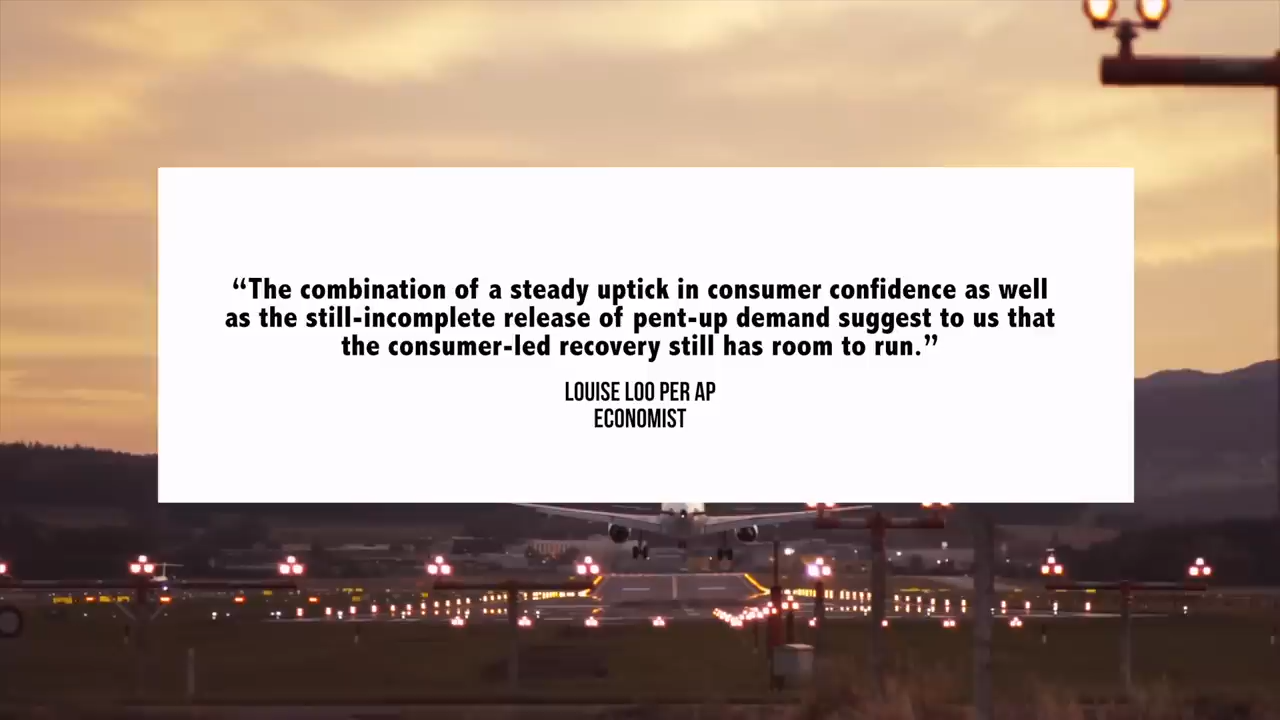 “The combination of a steady uptick in consumer confidence as well
as the still-incomplete release of pent-up demand suggest to us that
the consumer-led recovery still has room to run.”
LOUISE LOO PER AP
ECONOMIST